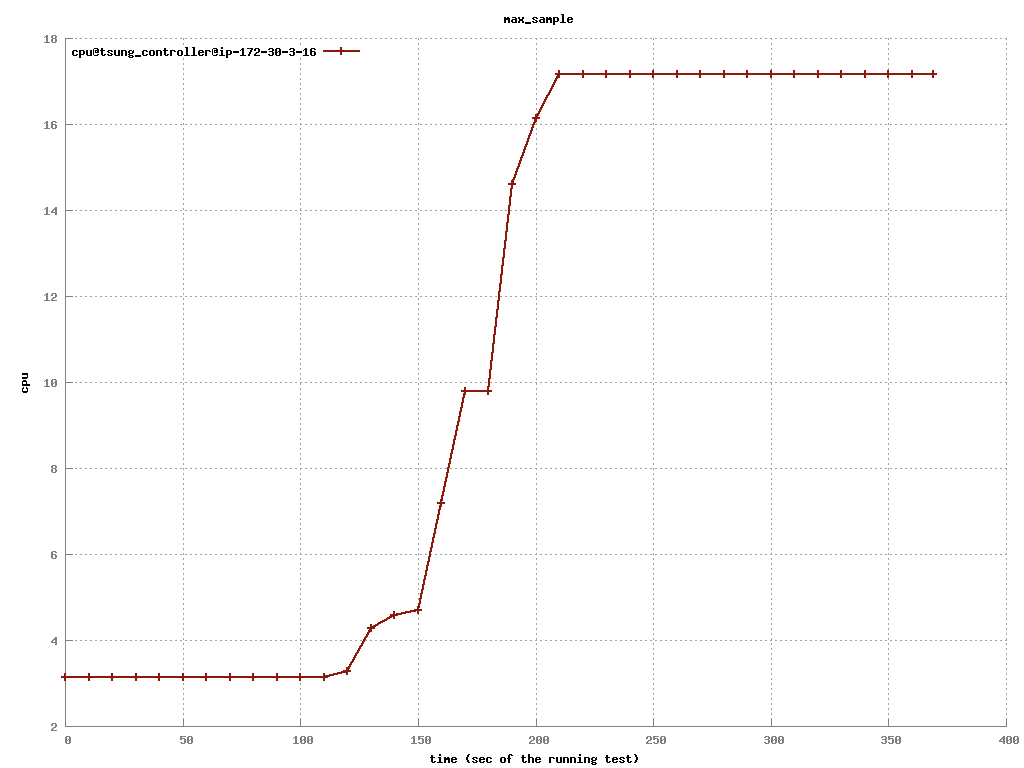 max_sample
cpu@tsung_controller@ip-172-30-3-16
18
16
14
12
10
8
6
4
2
cpu
0 50 100 150 200 250 300 350 400
time (sec of the running test)